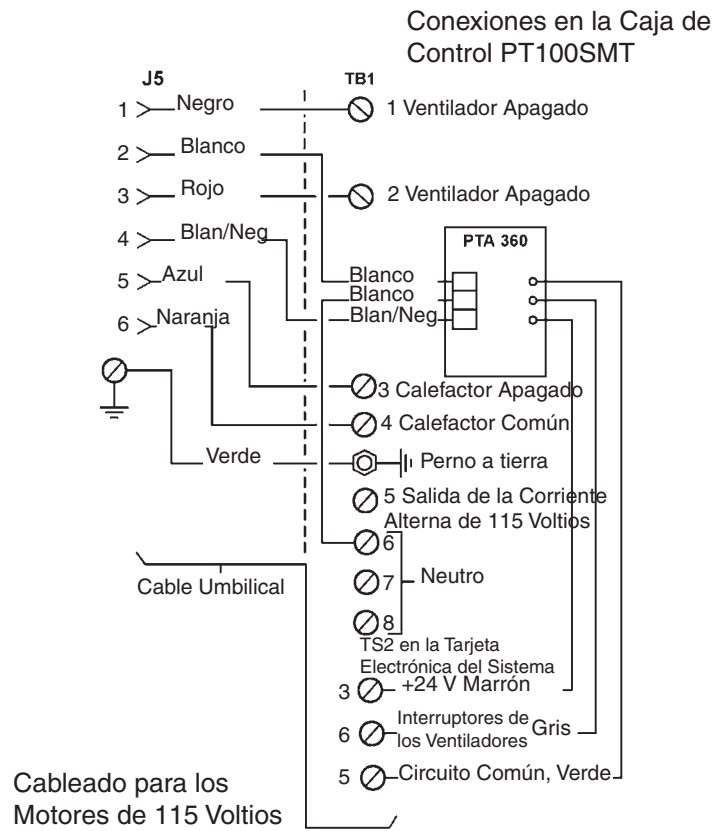 Conexiones en la Caja de
Control PT100SMT
J5
TB1
1 Negro
1 Ventilador Apagado
2 Blanco
3 Rojo
2 Ventilador Apagado
4 Blan/Neg
PTA 360
5 Azul
Blanco
Blanco
6 Naranja
Blan/Neg
3 Calefactor Apagado
4 Calefactor Común
Verde
Perno a tierra
5 Salida de la Corriente
Alterna de 115 Voltios
6
Cable Umbilical
7
Neutro
8
TS2 en la Tarjeta
Electrónica del Sistema
3
+24 V Marrón
6
Interruptores de
los Ventiladores
Gris
5
Circuito Común, Verde
Cableado para los
Motores de 115 Voltios